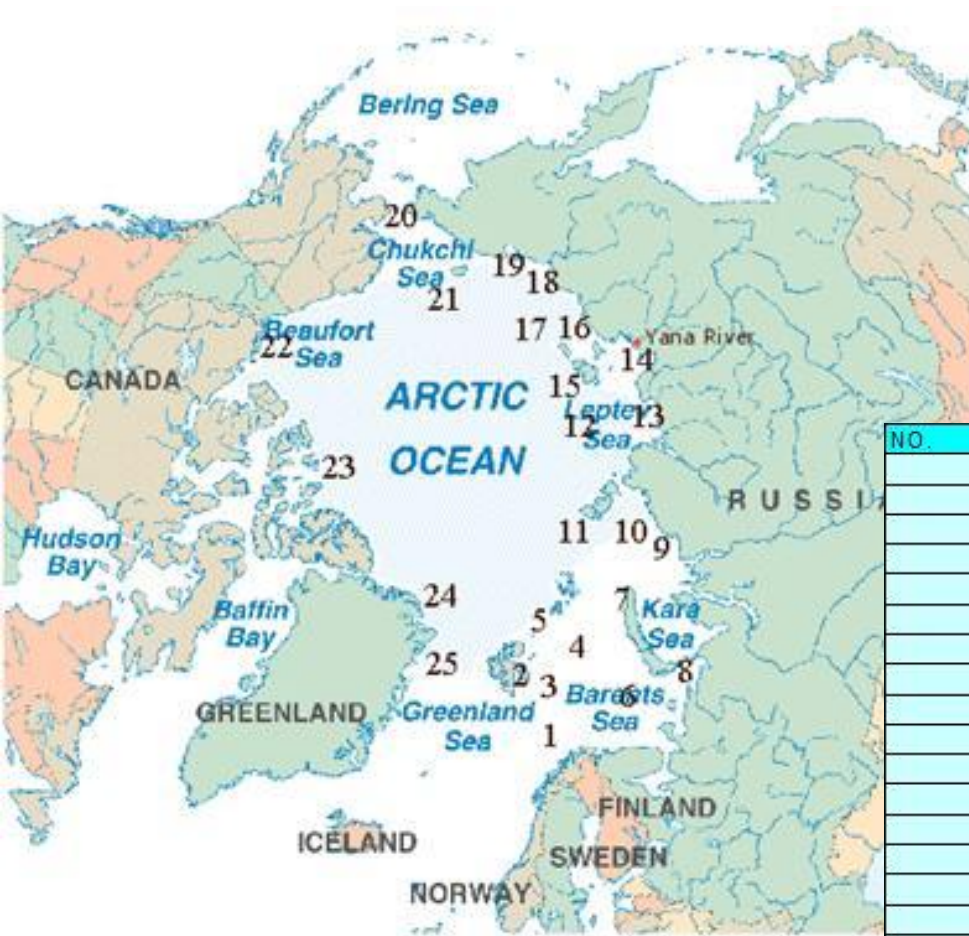 Bering Sea
20
Chukchi
Sea
19
18
21
17
16
Yana River
Beaufort
Sea
22
14
CANADA
ARCTIC
OCEAN
15
Laptev
Sea
12
13
NO.
23
RUSSIA
Hudson
Bay
11
10
9
Baffin
Bay
24
7
Kara
Sea
5
4
25
2
3
8
6
Barents
Sea
GREENLAND
Greenland
Sea
1
FINLAND
ICELAND
SWEDEN
NORWAY